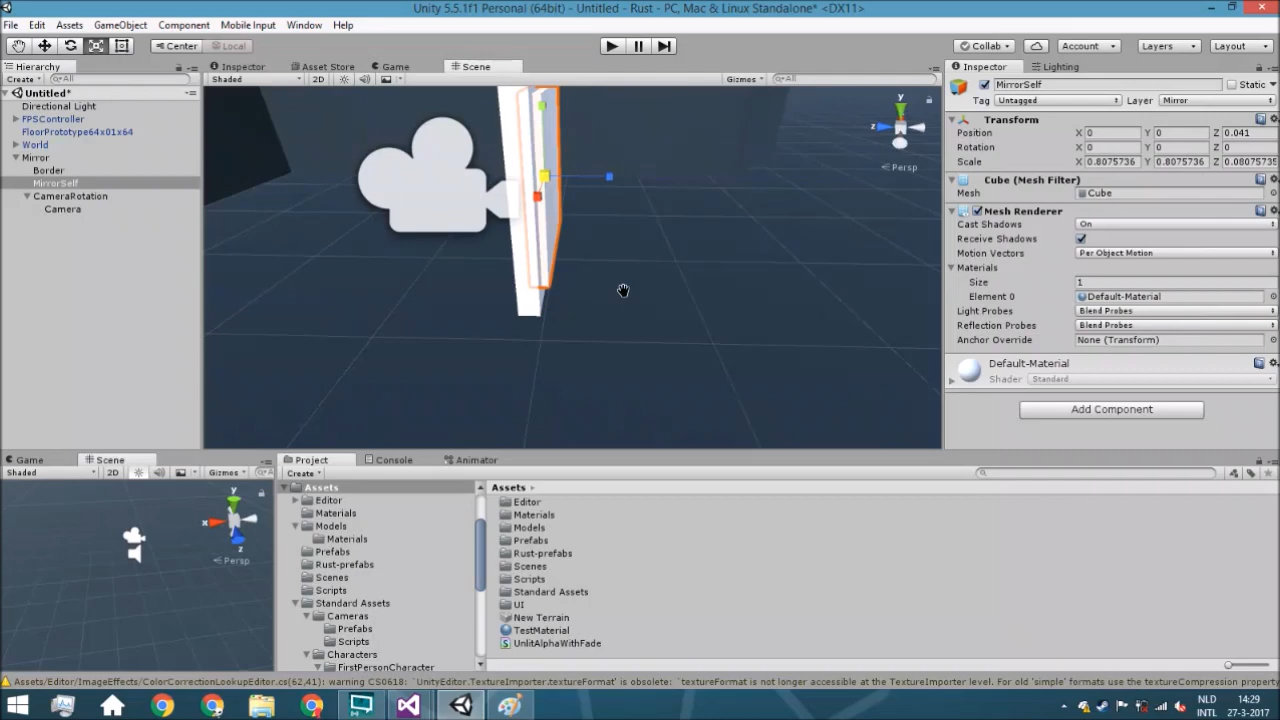 Unity 5.5.1f1 Personal (64bit) - Untitled - Rust - PC, Mac & Linux Standalone* <DX11>
File Edit Assets GameObject Component Mobile Input Window Help
Center Local Collab Account Layers Layout
Hierarchy Inspector Asset Store Game Scene Inspector Lighting
Create All Shaded 2D Gizmos All MirrorSelf Static
Untitled* Tag Untagged Layer Mirror
Directional Light
FPSController
FloorPrototype64x01x64
World
Mirror
Border
MirrorSelf
CameraRotation
Camera
y
z
Persp
Transform
Position X 0 Y 0 Z 0.041
Rotation X 0 Y 0 Z 0
Scale X 0.8075736 Y 0.8075736 Z 0.0807573
Cube (Mesh Filter)
Mesh Cube
Mesh Renderer
Cast Shadows On
Receive Shadows
Motion Vectors Per Object Motion
Materials
Size 1
Element 0 Default-Material
Light Probes Blend Probes
Reflection Probes Blend Probes
Anchor Override None (Transform)
Default-Material
Shader Standard
Add Component
Game Scene Project Console Animator
Shaded 2D Gizmos Create
y
x
z
Persp
Assets
Editor
Materials
Models
Materials
Prefabs
Rust-prefabs
Scenes
Scripts
Standard Assets
Cameras
Prefabs
Scripts
Characters
FirstPersonCharacter
Assets
Editor
Materials
Models
Prefabs
Rust-prefabs
Scenes
Scripts
Standard Assets
UI
New Terrain
TestMaterial
UnlitAlphaWithFade
Assets/Editor/ImageEffects/ColorCorrectionLookupEditor.cs(62,41): warning CS0618: `UnityEditor.TextureImporter.textureFormat' is obsolete: `textureFormat is no longer accessible at the TextureImporter level. For old 'simple' formats use the textureCompression property
NLD 14:29
INTL 27-3-2017